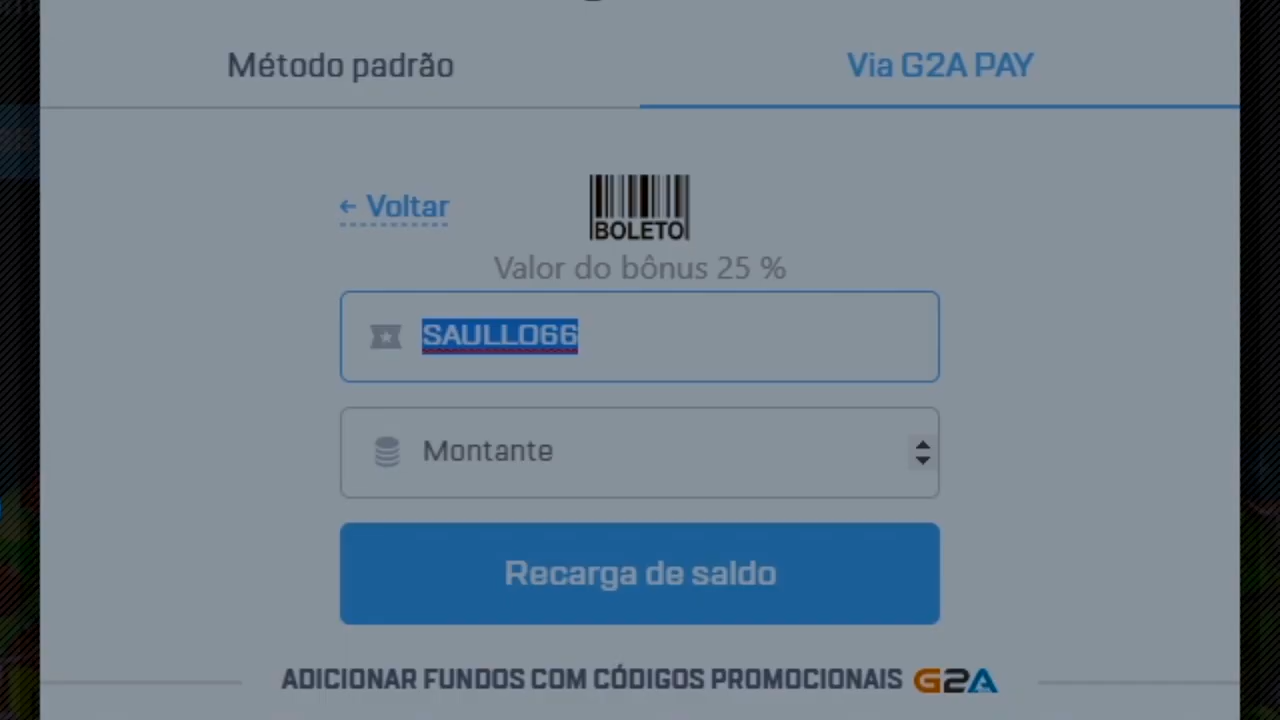 Método padrão
Via G2A PAY
← Voltar
BOLETO
Valor do bônus 25 %
SAULLO66
Montante
Recarga de saldo
ADICIONAR FUNDOS COM CÓDIGOS PROMOCIONAIS G2A